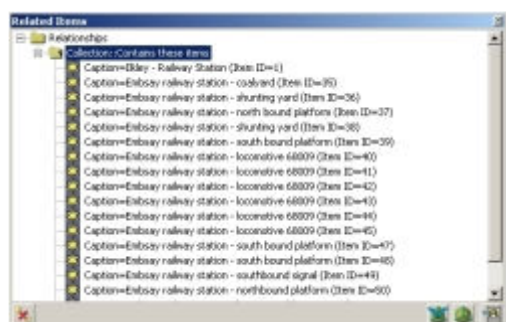 Related Items
Relationships
Collection: :Contains these items
Caption=Ilkley - Railway Station (Item ID=1)
Caption=Embsay railway station - coalyard (Item ID=35)
Caption=Embsay railway station - shunting yard (Item ID=36)
Caption=Embsay railway station - north bound platform (Item ID=37)
Caption=Embsay railway station - shunting yard (Item ID=38)
Caption=Embsay railway station - south bound platform (Item ID=39)
Caption=Embsay railway station - locomotive 68009 (Item ID=40)
Caption=Embsay railway station - locomotive 68009 (Item ID=41)
Caption=Embsay railway station - locomotive 68009 (Item ID=42)
Caption=Embsay railway station - locomotive 68009 (Item ID=43)
Caption=Embsay railway station - locomotive 68009 (Item ID=44)
Caption=Embsay railway station - locomotive 68009 (Item ID=45)
Caption=Embsay railway station - south bound platform (Item ID=47)
Caption=Embsay railway station - south bound platform (Item ID=48)
Caption=Embsay railway station - southbound signal (Item ID=49)
Caption=Embsay railway station - northbound platform (Item ID=50)